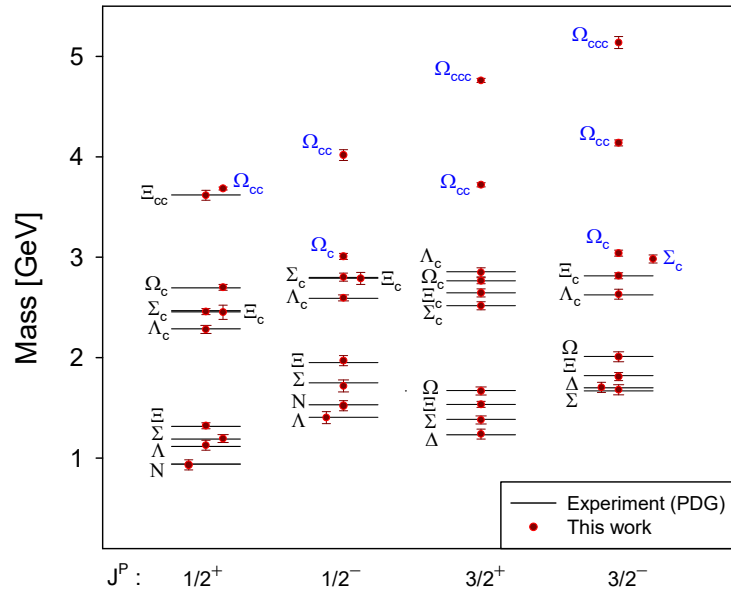 Mass [GeV]
5
4
3
2
1
Ξcc
Ωcc
Ωc
Σc
Ξc
Λc
Ξ
Σ
Λ
N
Ωcc
Ωc
Σc
Ξc
Λc
Ξ
Σ
N
Λ
Ωccc
Ωcc
Λc
Ωc
Ξc
Σc
Ω
Ξ
Σ
Δ
Ωccc
Ωcc
Ωc
Σc
Ξc
Λc
Ω
Ξ
Δ
Σ
Experiment (PDG)
This work
J^P : 1/2⁺ 1/2⁻ 3/2⁺ 3/2⁻